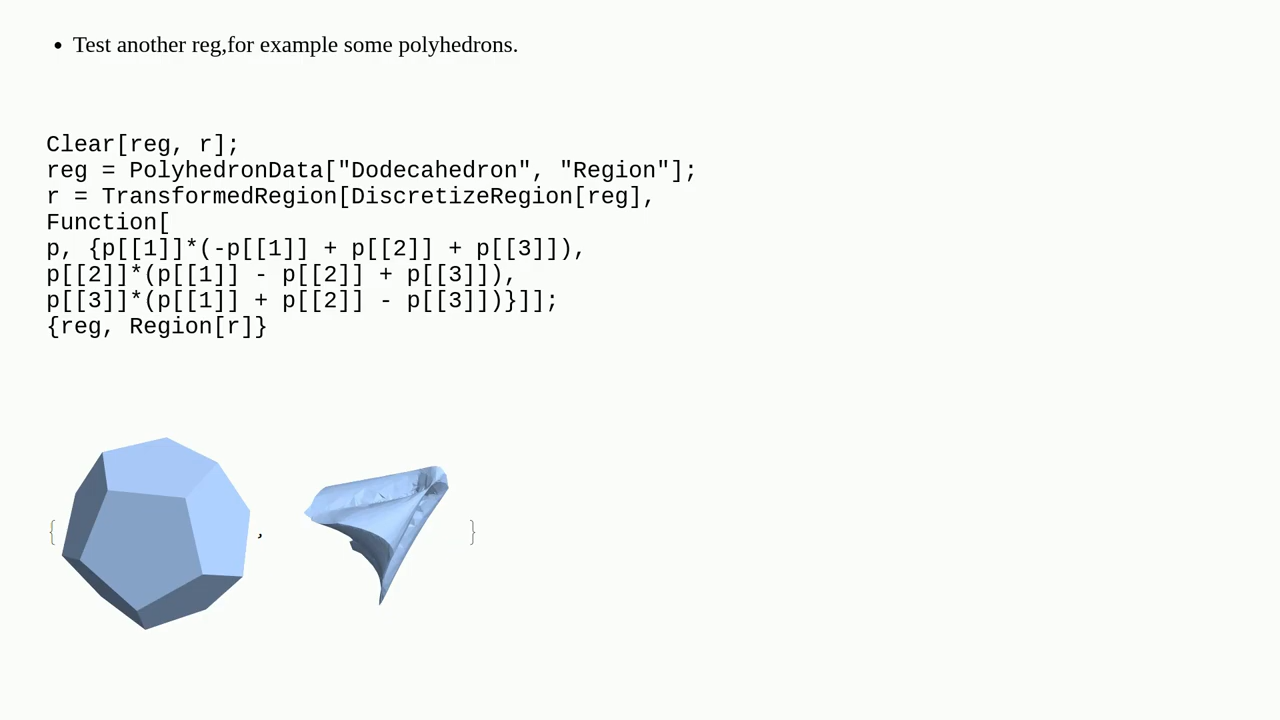 • Test another reg,for example some polyhedrons.
Clear[reg, r];
reg = PolyhedronData["Dodecahedron", "Region"];
r = TransformedRegion[DiscretizeRegion[reg],
Function[
p, {p[[1]]*(-p[[1]] + p[[2]] + p[[3]]),
p[[2]]*(p[[1]] - p[[2]] + p[[3]]),
p[[3]]*(p[[1]] + p[[2]] - p[[3]])}]];
{reg, Region[r]}
{ , }